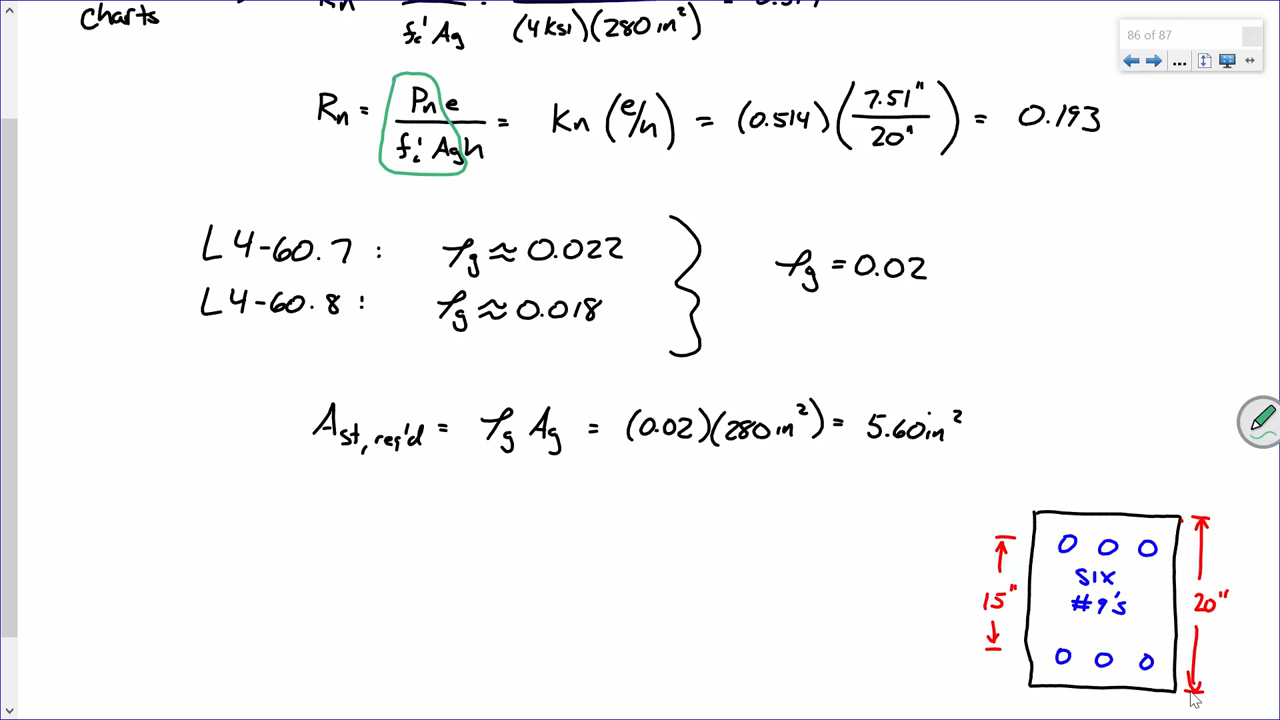 charts
f'c Ag
(4 ksi)(280 in²)
86 of 87
Rn = Pn e / f'c Ag h = Kn (e/h) = (0.514)(7.51" / 20") = 0.193
L4-60.7 : ρg ≈ 0.022
L4-60.8 : ρg ≈ 0.018
ρg = 0.02
Ast, req'd = ρg Ag = (0.02)(280 in²) = 5.60 in²
SIX
#9's
15"
20"